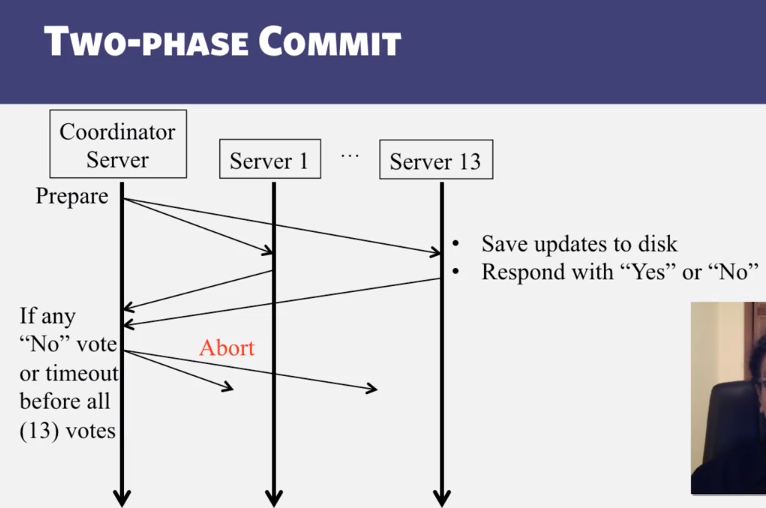 TWO-PHASE COMMIT
Coordinator
Server
Server 1
...
Server 13
Prepare
• Save updates to disk
• Respond with “Yes” or “No”
If any
“No” vote
or timeout
before all
(13) votes
Abort